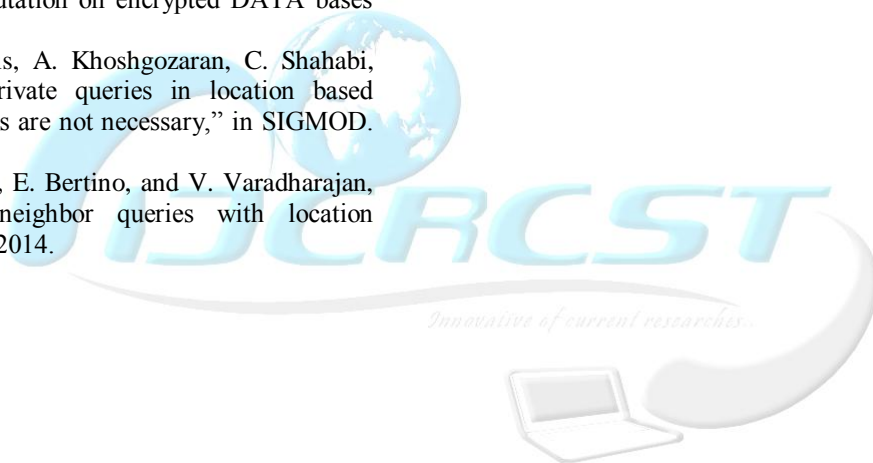 utation on encrypted DATA bases
s, A. Khoshgozaran, C. Shahabi,
rivate queries in location based
s are not necessary,” in SIGMOD.
, E. Bertino, and V. Varadharajan,
neighbor queries with location
2014.
IJCRCST
Innovative of current researches..